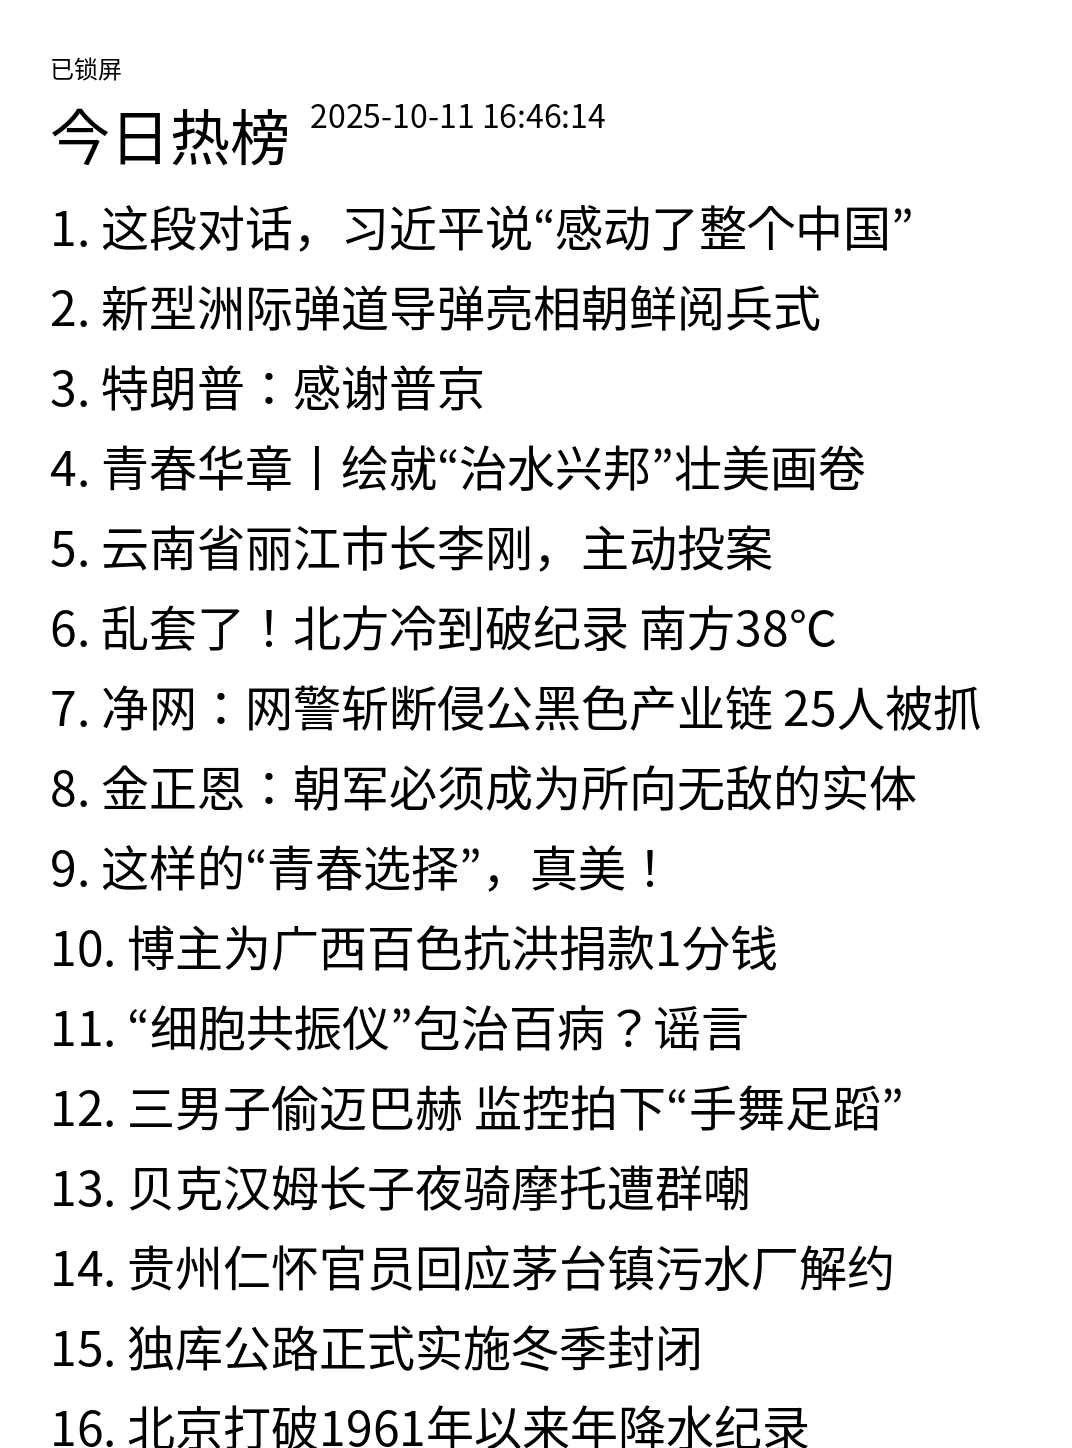 已锁屏
今日热榜 2025-10-11 16:46:14
1. 这段对话，习近平说“感动了整个中国”
2. 新型洲际弹道导弹亮相朝鲜阅兵式
3. 特朗普：感谢普京
4. 青春华章丨绘就“治水兴邦”壮美画卷
5. 云南省丽江市长李刚，主动投案
6. 乱套了！北方冷到破纪录 南方38℃
7. 净网：网警斩断侵公黑色产业链 25人被抓
8. 金正恩：朝军必须成为所向无敌的实体
9. 这样的“青春选择”，真美！
10. 博主为广西百色抗洪捐款1分钱
11. “细胞共振仪”包治百病？谣言
12. 三男子偷迈巴赫 监控拍下“手舞足蹈”
13. 贝克汉姆长子夜骑摩托遭群嘲
14. 贵州仁怀官员回应茅台镇污水厂解约
15. 独库公路正式实施冬季封闭
16. 北京打破1961年以来年降水纪录